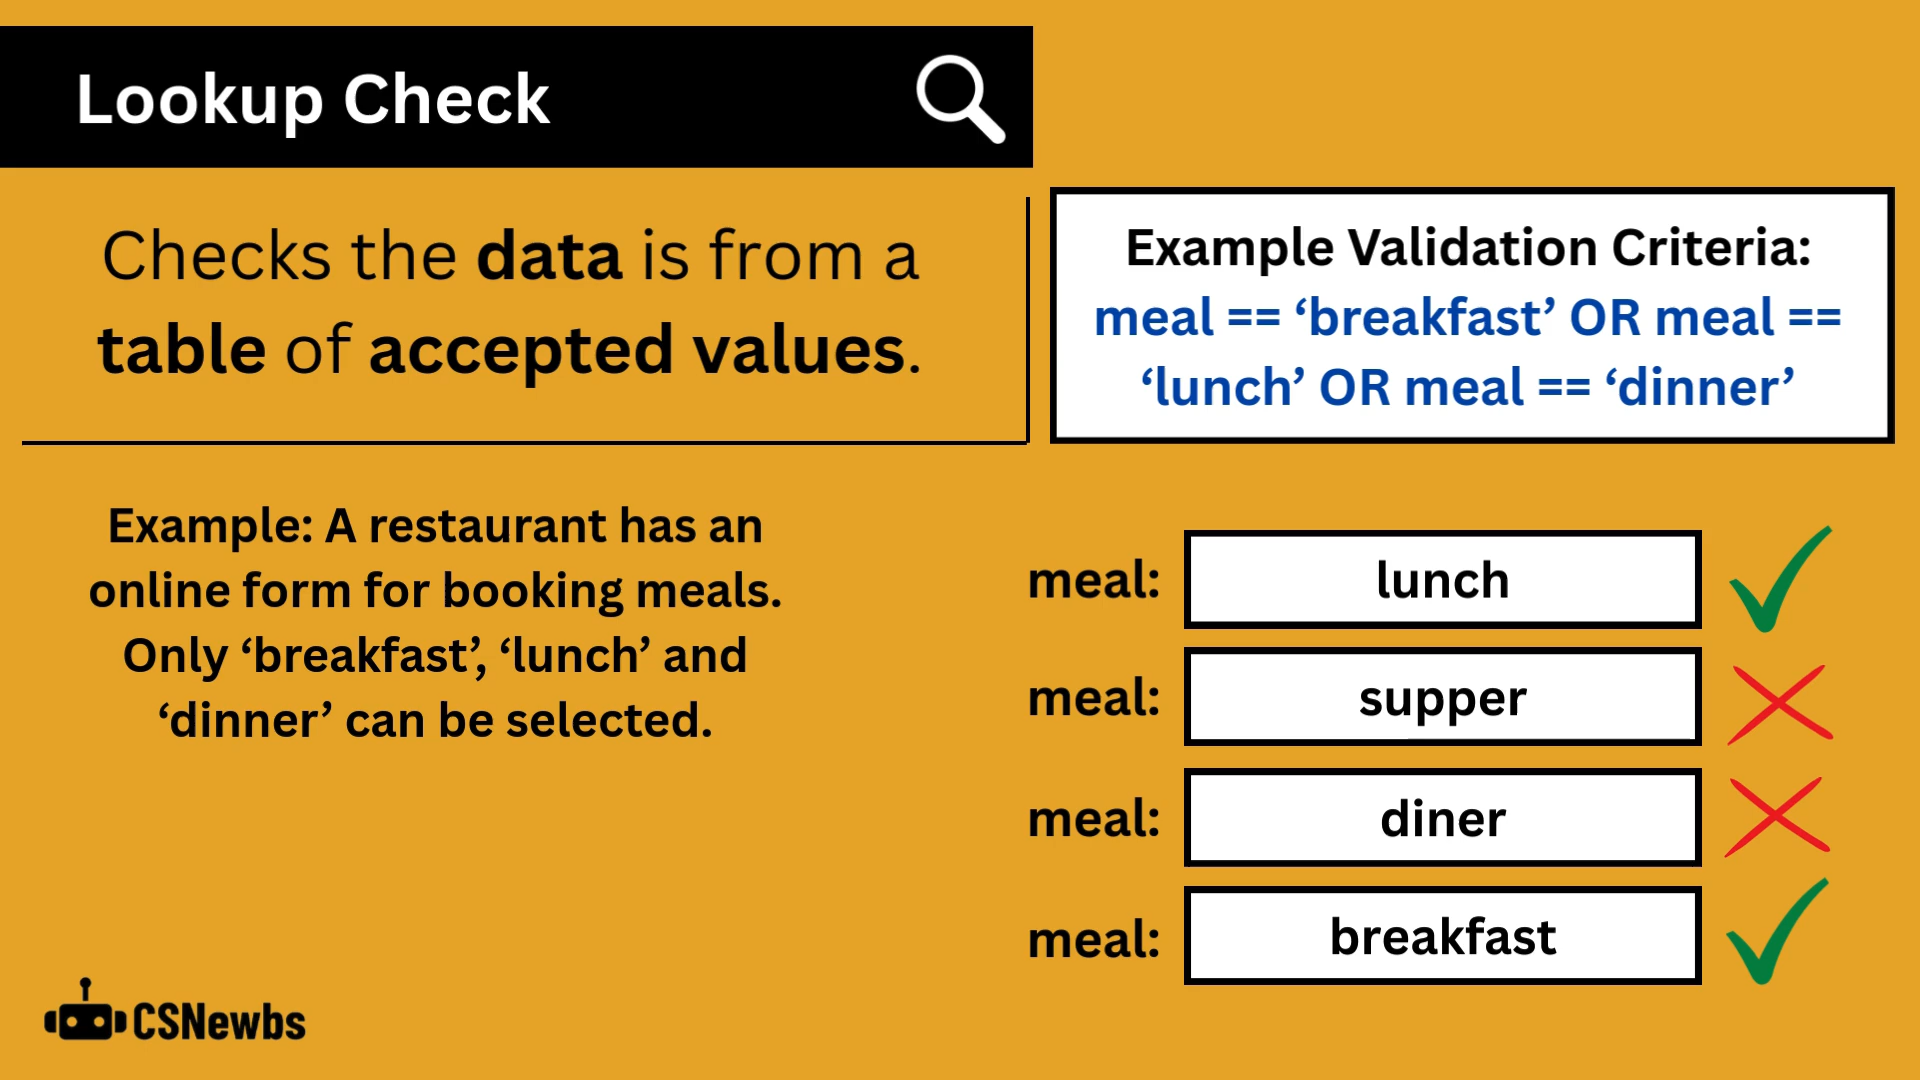 Lookup Check
Checks the data is from a
table of accepted values.
Example Validation Criteria:
meal == ‘breakfast’ OR meal ==
‘lunch’ OR meal == ‘dinner’
Example: A restaurant has an
online form for booking meals.
Only ‘breakfast’, ‘lunch’ and
‘dinner’ can be selected.
meal: lunch
meal: supper
meal: diner
meal: breakfast
CSNewbs